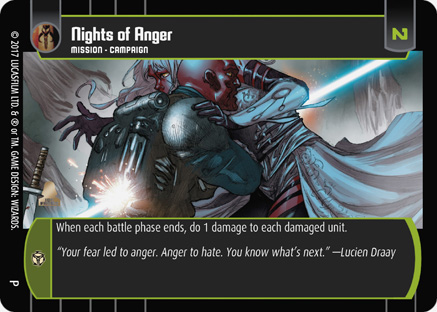 Nights of Anger
MISSION • CAMPAIGN
2
When each battle phase ends, do 1 damage to each damaged unit.
“Your fear led to anger. Anger to hate. You know what’s next.” —Lucien Draay
© 2017 LUCASFILM LTD. & ® or TM. GAME DESIGN: WIZARDS.
P